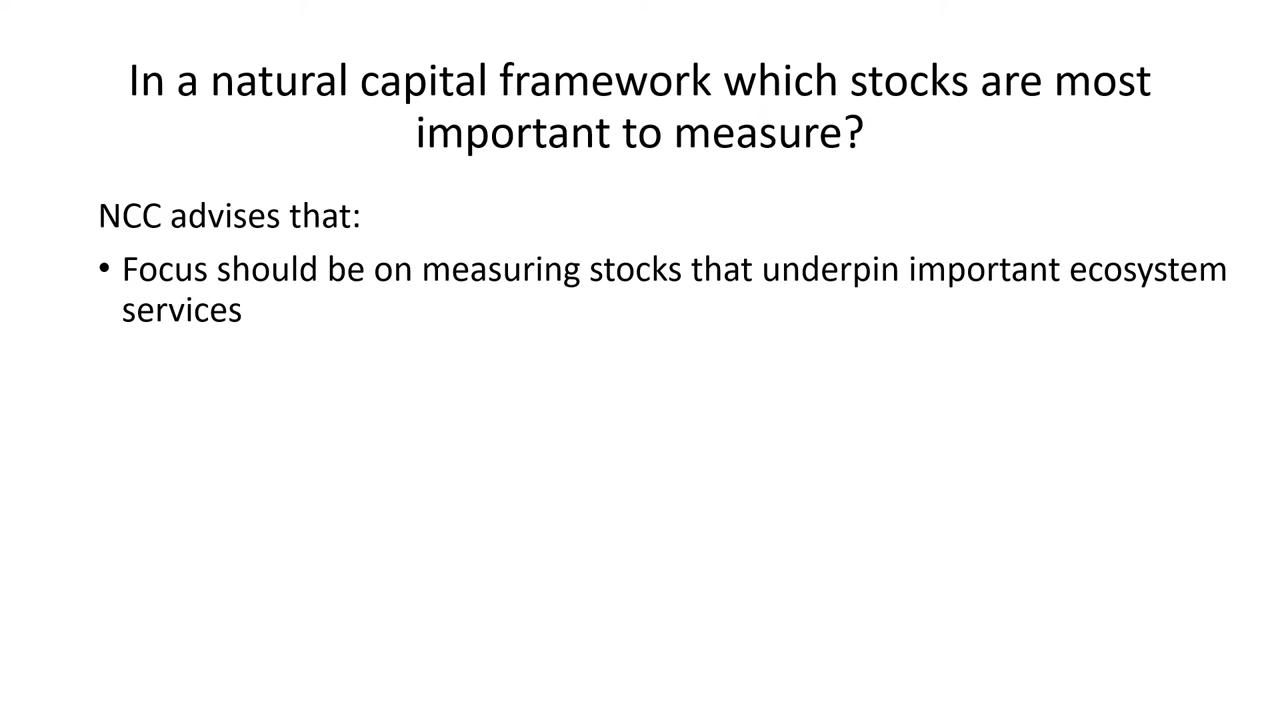 In a natural capital framework which stocks are most
important to measure?
NCC advises that:
• Focus should be on measuring stocks that underpin important ecosystem
services